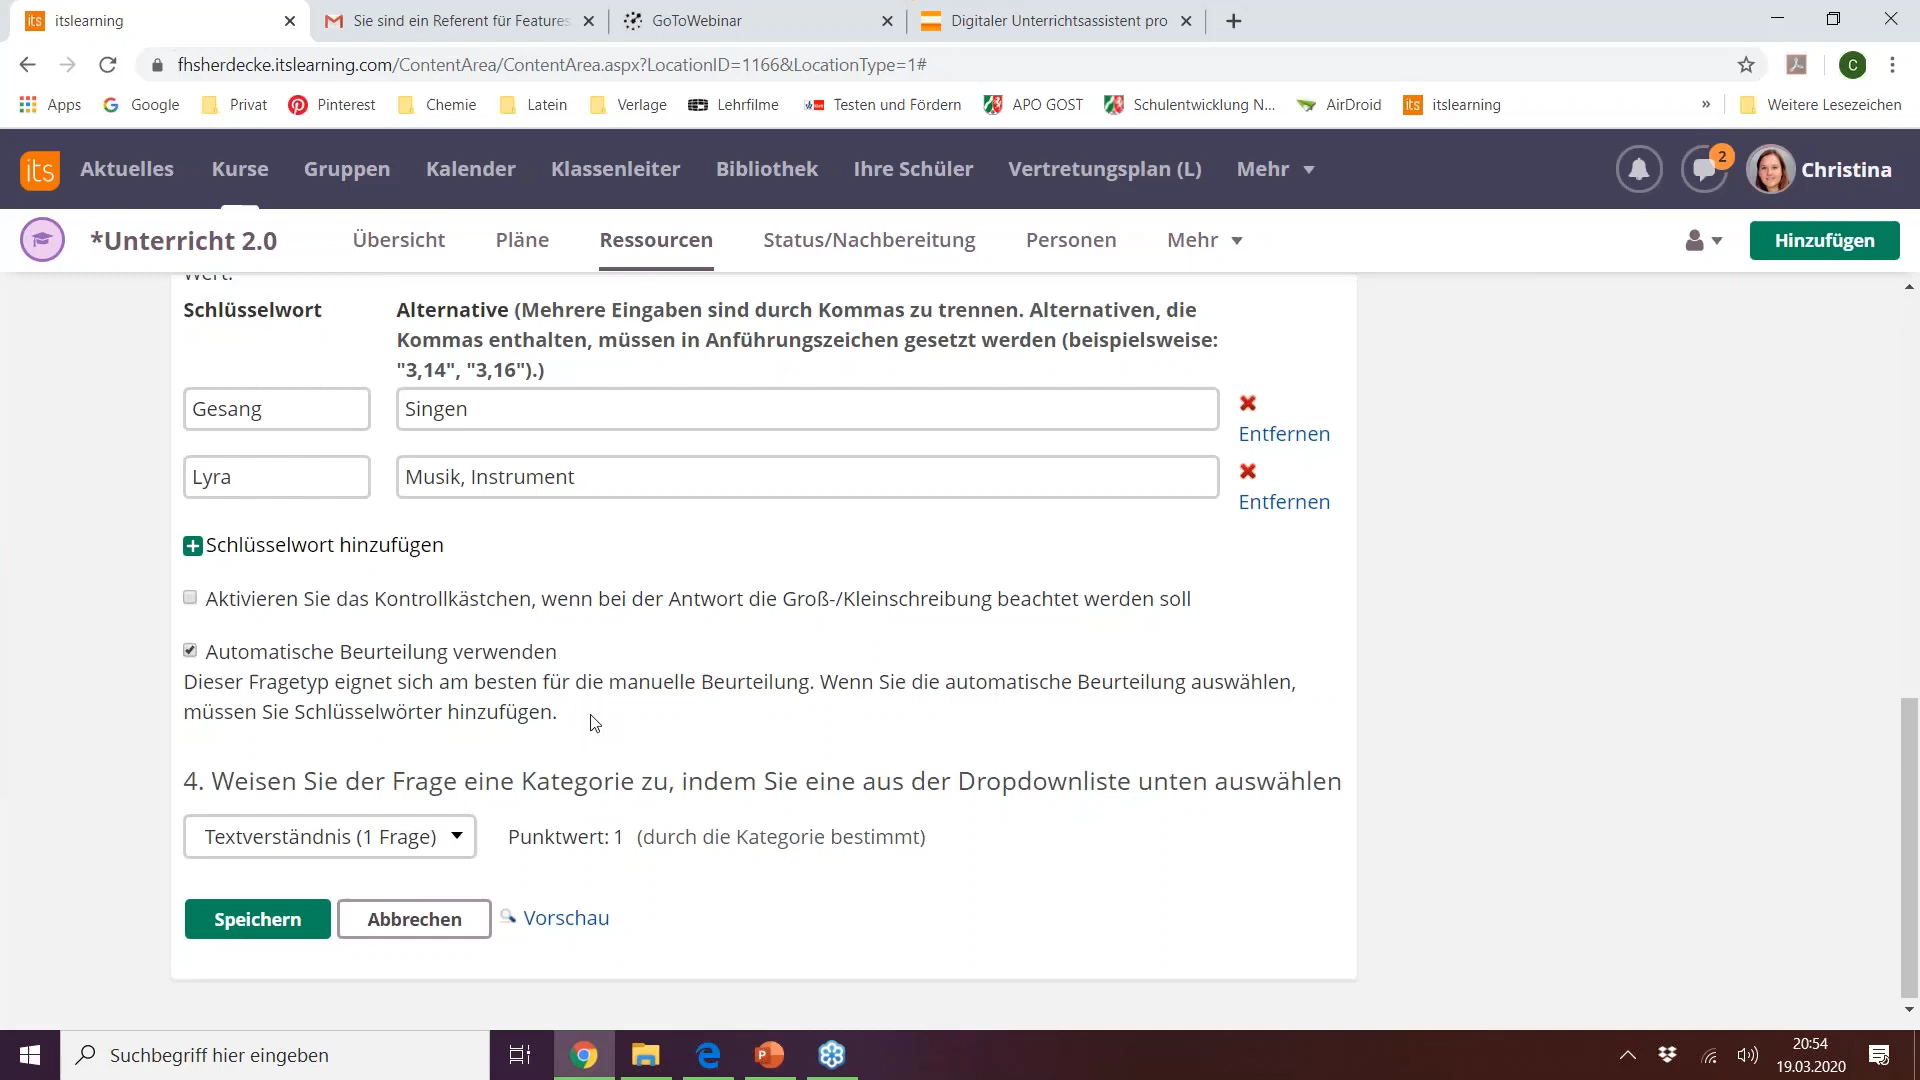 itslearning
Sie sind ein Referent für Features
GoToWebinar
Digitaler Unterrichtsassistent pro
fhsherdecke.itslearning.com/ContentArea/ContentArea.aspx?LocationID=1166&LocationType=1#
C
Apps
Google
Privat
Pinterest
Chemie
Latein
Verlage
Lehrfilme
Testen und Fördern
APO GOST
Schulentwicklung N...
AirDroid
its
itslearning
»
Weitere Lesezeichen
its
Aktuelles
Kurse
Gruppen
Kalender
Klassenleiter
Bibliothek
Ihre Schüler
Vertretungsplan (L)
Mehr
2
Christina
*Unterricht 2.0
Übersicht
Pläne
Ressourcen
Status/Nachbereitung
Personen
Mehr
Hinzufügen
Wert.
Schlüsselwort
Alternative (Mehrere Eingaben sind durch Kommas zu trennen. Alternativen, die
Kommas enthalten, müssen in Anführungszeichen gesetzt werden (beispielsweise:
"3,14", "3,16").)
Gesang
Singen
Entfernen
Lyra
Musik, Instrument
Entfernen
Schlüsselwort hinzufügen
Aktivieren Sie das Kontrollkästchen, wenn bei der Antwort die Groß-/Kleinschreibung beachtet werden soll
Automatische Beurteilung verwenden
Dieser Fragetyp eignet sich am besten für die manuelle Beurteilung. Wenn Sie die automatische Beurteilung auswählen,
müssen Sie Schlüsselwörter hinzufügen.
4. Weisen Sie der Frage eine Kategorie zu, indem Sie eine aus der Dropdownliste unten auswählen
Textverständnis (1 Frage)
Punktwert: 1 (durch die Kategorie bestimmt)
Speichern
Abbrechen
Vorschau
Suchbegriff hier eingeben
20:54
19.03.2020